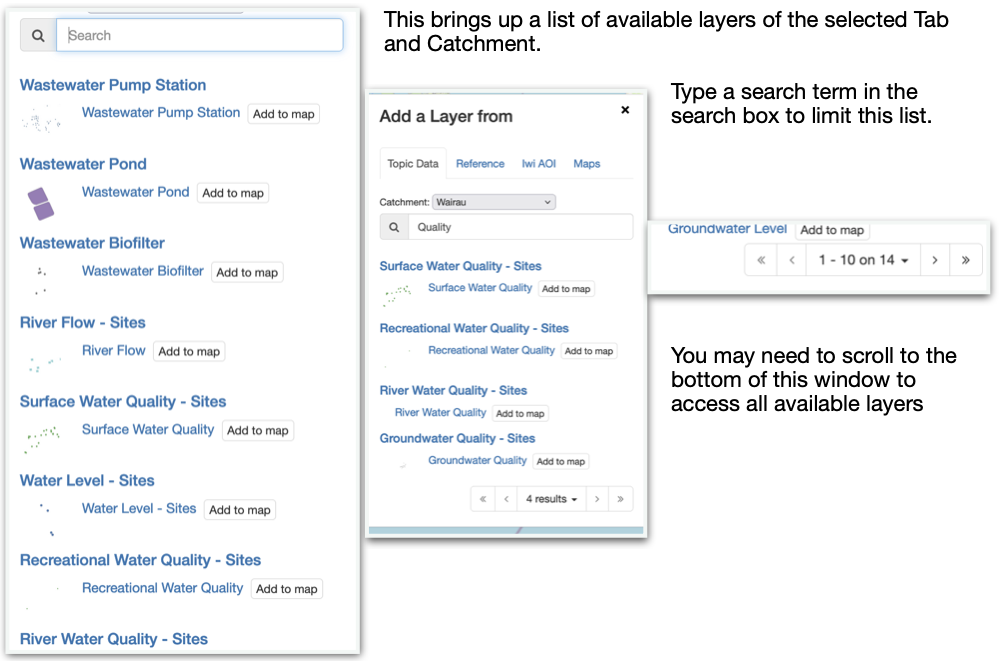 This brings up a list of available layers of the selected Tab
and Catchment.
Search
Wastewater Pump Station
Wastewater Pump Station Add to map
Wastewater Pond
Wastewater Pond Add to map
Wastewater Biofilter
Wastewater Biofilter Add to map
River Flow - Sites
River Flow Add to map
Surface Water Quality - Sites
Surface Water Quality Add to map
Water Level - Sites
Water Level - Sites Add to map
Recreational Water Quality - Sites
Recreational Water Quality Add to map
River Water Quality - Sites
Add a Layer from ×
Topic Data Reference Iwi AOI Maps
Catchment: Wairau
Quality
Surface Water Quality - Sites
Surface Water Quality Add to map
Recreational Water Quality - Sites
Recreational Water Quality Add to map
River Water Quality - Sites
River Water Quality Add to map
Groundwater Quality - Sites
Groundwater Quality Add to map
« ‹ 4 results › »
Type a search term in the
search box to limit this list.
Groundwater Level Add to map
« ‹ 1 - 10 on 14 › »
You may need to scroll to the
bottom of this window to
access all available layers